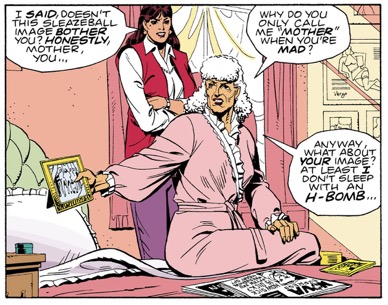 I SAID, DOESN'T
THIS SLEAZEBALL
IMAGE BOTHER
YOU? HONESTLY,
MOTHER,
YOU...
WHY DO YOU
ONLY CALL
ME "MOTHER"
WHEN YOU'RE
MAD?
ANYWAY,
WHAT ABOUT
YOUR IMAGE?
AT LEAST I
DON'T SLEEP
WITH AN
H-BOMB...
Varga